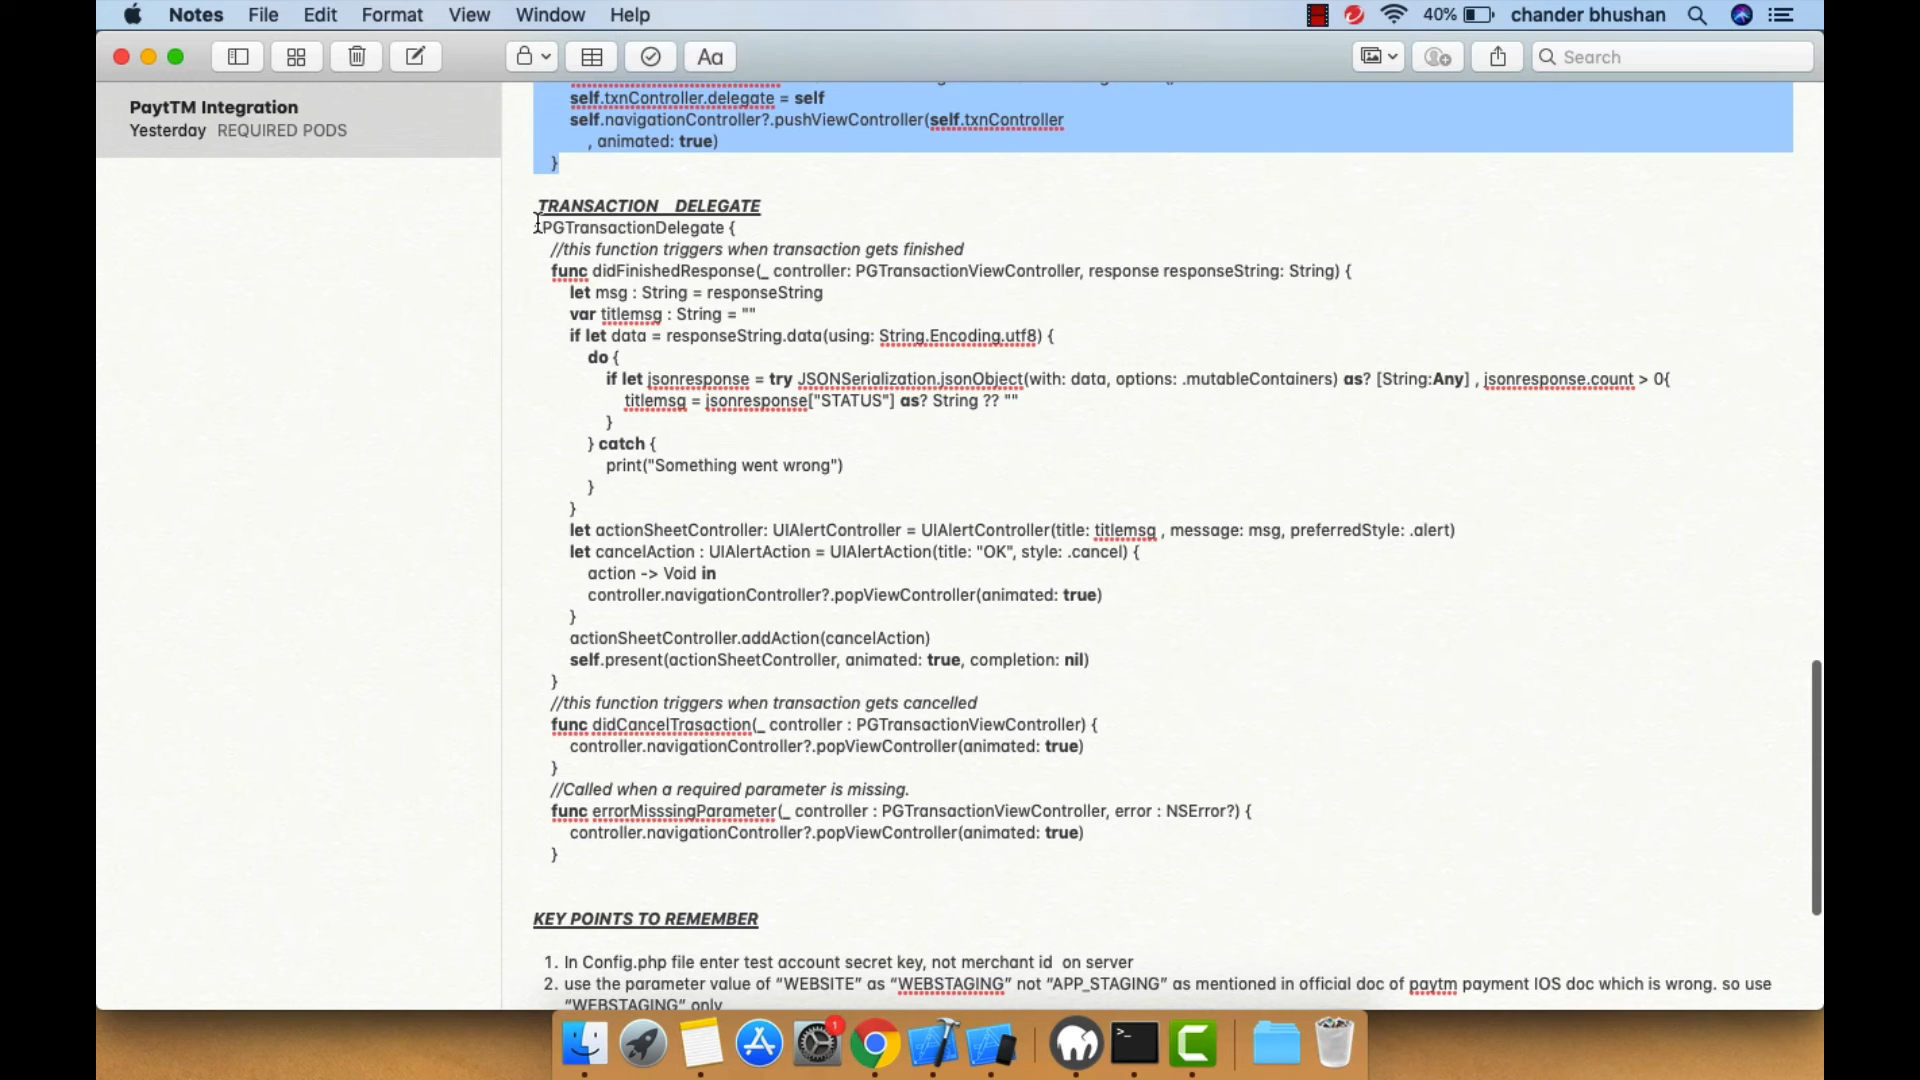 Notes File Edit Format View Window Help 40% chander bhushan
Aa Search
PaytTM Integration
Yesterday REQUIRED PODS
self.txnController.delegate = self
self.navigationController?.pushViewController(self.txnController
, animated: true)
}
TRANSACTION DELEGATE
PGTransactionDelegate {
//this function triggers when transaction gets finished
func didFinishedResponse(_ controller: PGTransactionViewController, response responseString: String) {
let msg : String = responseString
var titlemsg : String = ""
if let data = responseString.data(using: String.Encoding.utf8) {
do {
if let jsonresponse = try JSONSerialization.jsonObject(with: data, options: .mutableContainers) as? [String:Any] , jsonresponse.count > 0{
titlemsg = jsonresponse["STATUS"] as? String ?? ""
}
} catch {
print("Something went wrong")
}
}
let actionSheetController: UIAlertController = UIAlertController(title: titlemsg , message: msg, preferredStyle: .alert)
let cancelAction : UIAlertAction = UIAlertAction(title: "OK", style: .cancel) {
action -> Void in
controller.navigationController?.popViewController(animated: true)
}
actionSheetController.addAction(cancelAction)
self.present(actionSheetController, animated: true, completion: nil)
}
//this function triggers when transaction gets cancelled
func didCancelTrasaction(_ controller : PGTransactionViewController) {
controller.navigationController?.popViewController(animated: true)
}
//Called when a required parameter is missing.
func errorMisssingParameter(_ controller : PGTransactionViewController, error : NSError?) {
controller.navigationController?.popViewController(animated: true)
}
KEY POINTS TO REMEMBER
1. In Config.php file enter test account secret key, not merchant id on server
2. use the parameter value of “WEBSITE” as “WEBSTAGING” not “APP_STAGING” as mentioned in official doc of paytm payment IOS doc which is wrong. so use
“WEBSTAGING” only
1